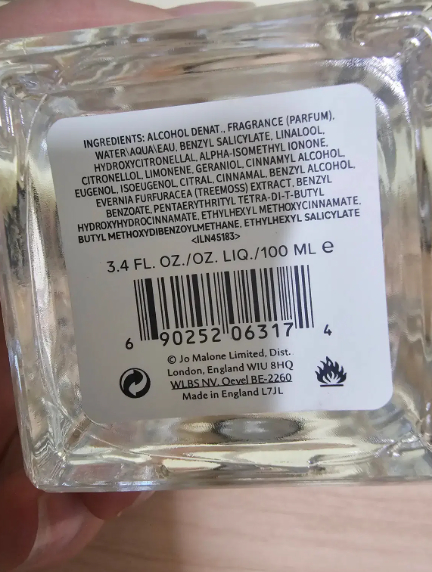 INGREDIENTS: ALCOHOL DENAT., FRAGRANCE (PARFUM),
WATER\AQUA\EAU, BENZYL SALICYLATE, LINALOOL,
HYDROXYCITRONELLAL, ALPHA-ISOMETHYL IONONE,
CITRONELLOL, LIMONENE, GERANIOL, CINNAMYL ALCOHOL,
EUGENOL, ISOEUGENOL, CITRAL, CINNAMAL, BENZYL ALCOHOL,
EVERNIA FURFURACEA (TREEMOSS) EXTRACT, BENZYL
BENZOATE, PENTAERYTHRITYL TETRA-DI-T-BUTYL
HYDROXYHYDROCINNAMATE, ETHYLHEXYL METHOXYCINNAMATE,
BUTYL METHOXYDIBENZOYLMETHANE, ETHYLHEXYL SALICYLATE
<ILN45183>
3.4 FL. OZ./OZ. LIQ./100 ML e
6 90252 06317 4
© Jo Malone Limited, Dist.
London, England W1U 8HQ
WLBS NV. Oevel BE-2260
Made in England L7JL